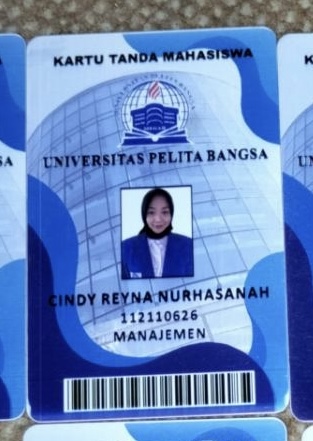 KARTU TANDA MAHASISWA
UNIVERSITAS PELITA BANGSA
CINDY REYNA NURHASANAH
112110626
MANAJEMEN